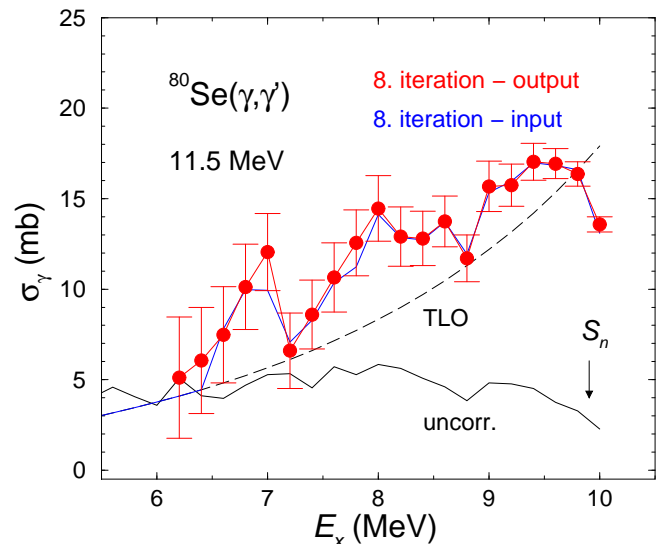 25
20
15
10
5
0
σγ (mb)
⁸⁰Se(γ,γ')
11.5 MeV
8. iteration – output
8. iteration – input
TLO
Sₙ
uncorr.
6 7 8 9 10
Eₓ (MeV)